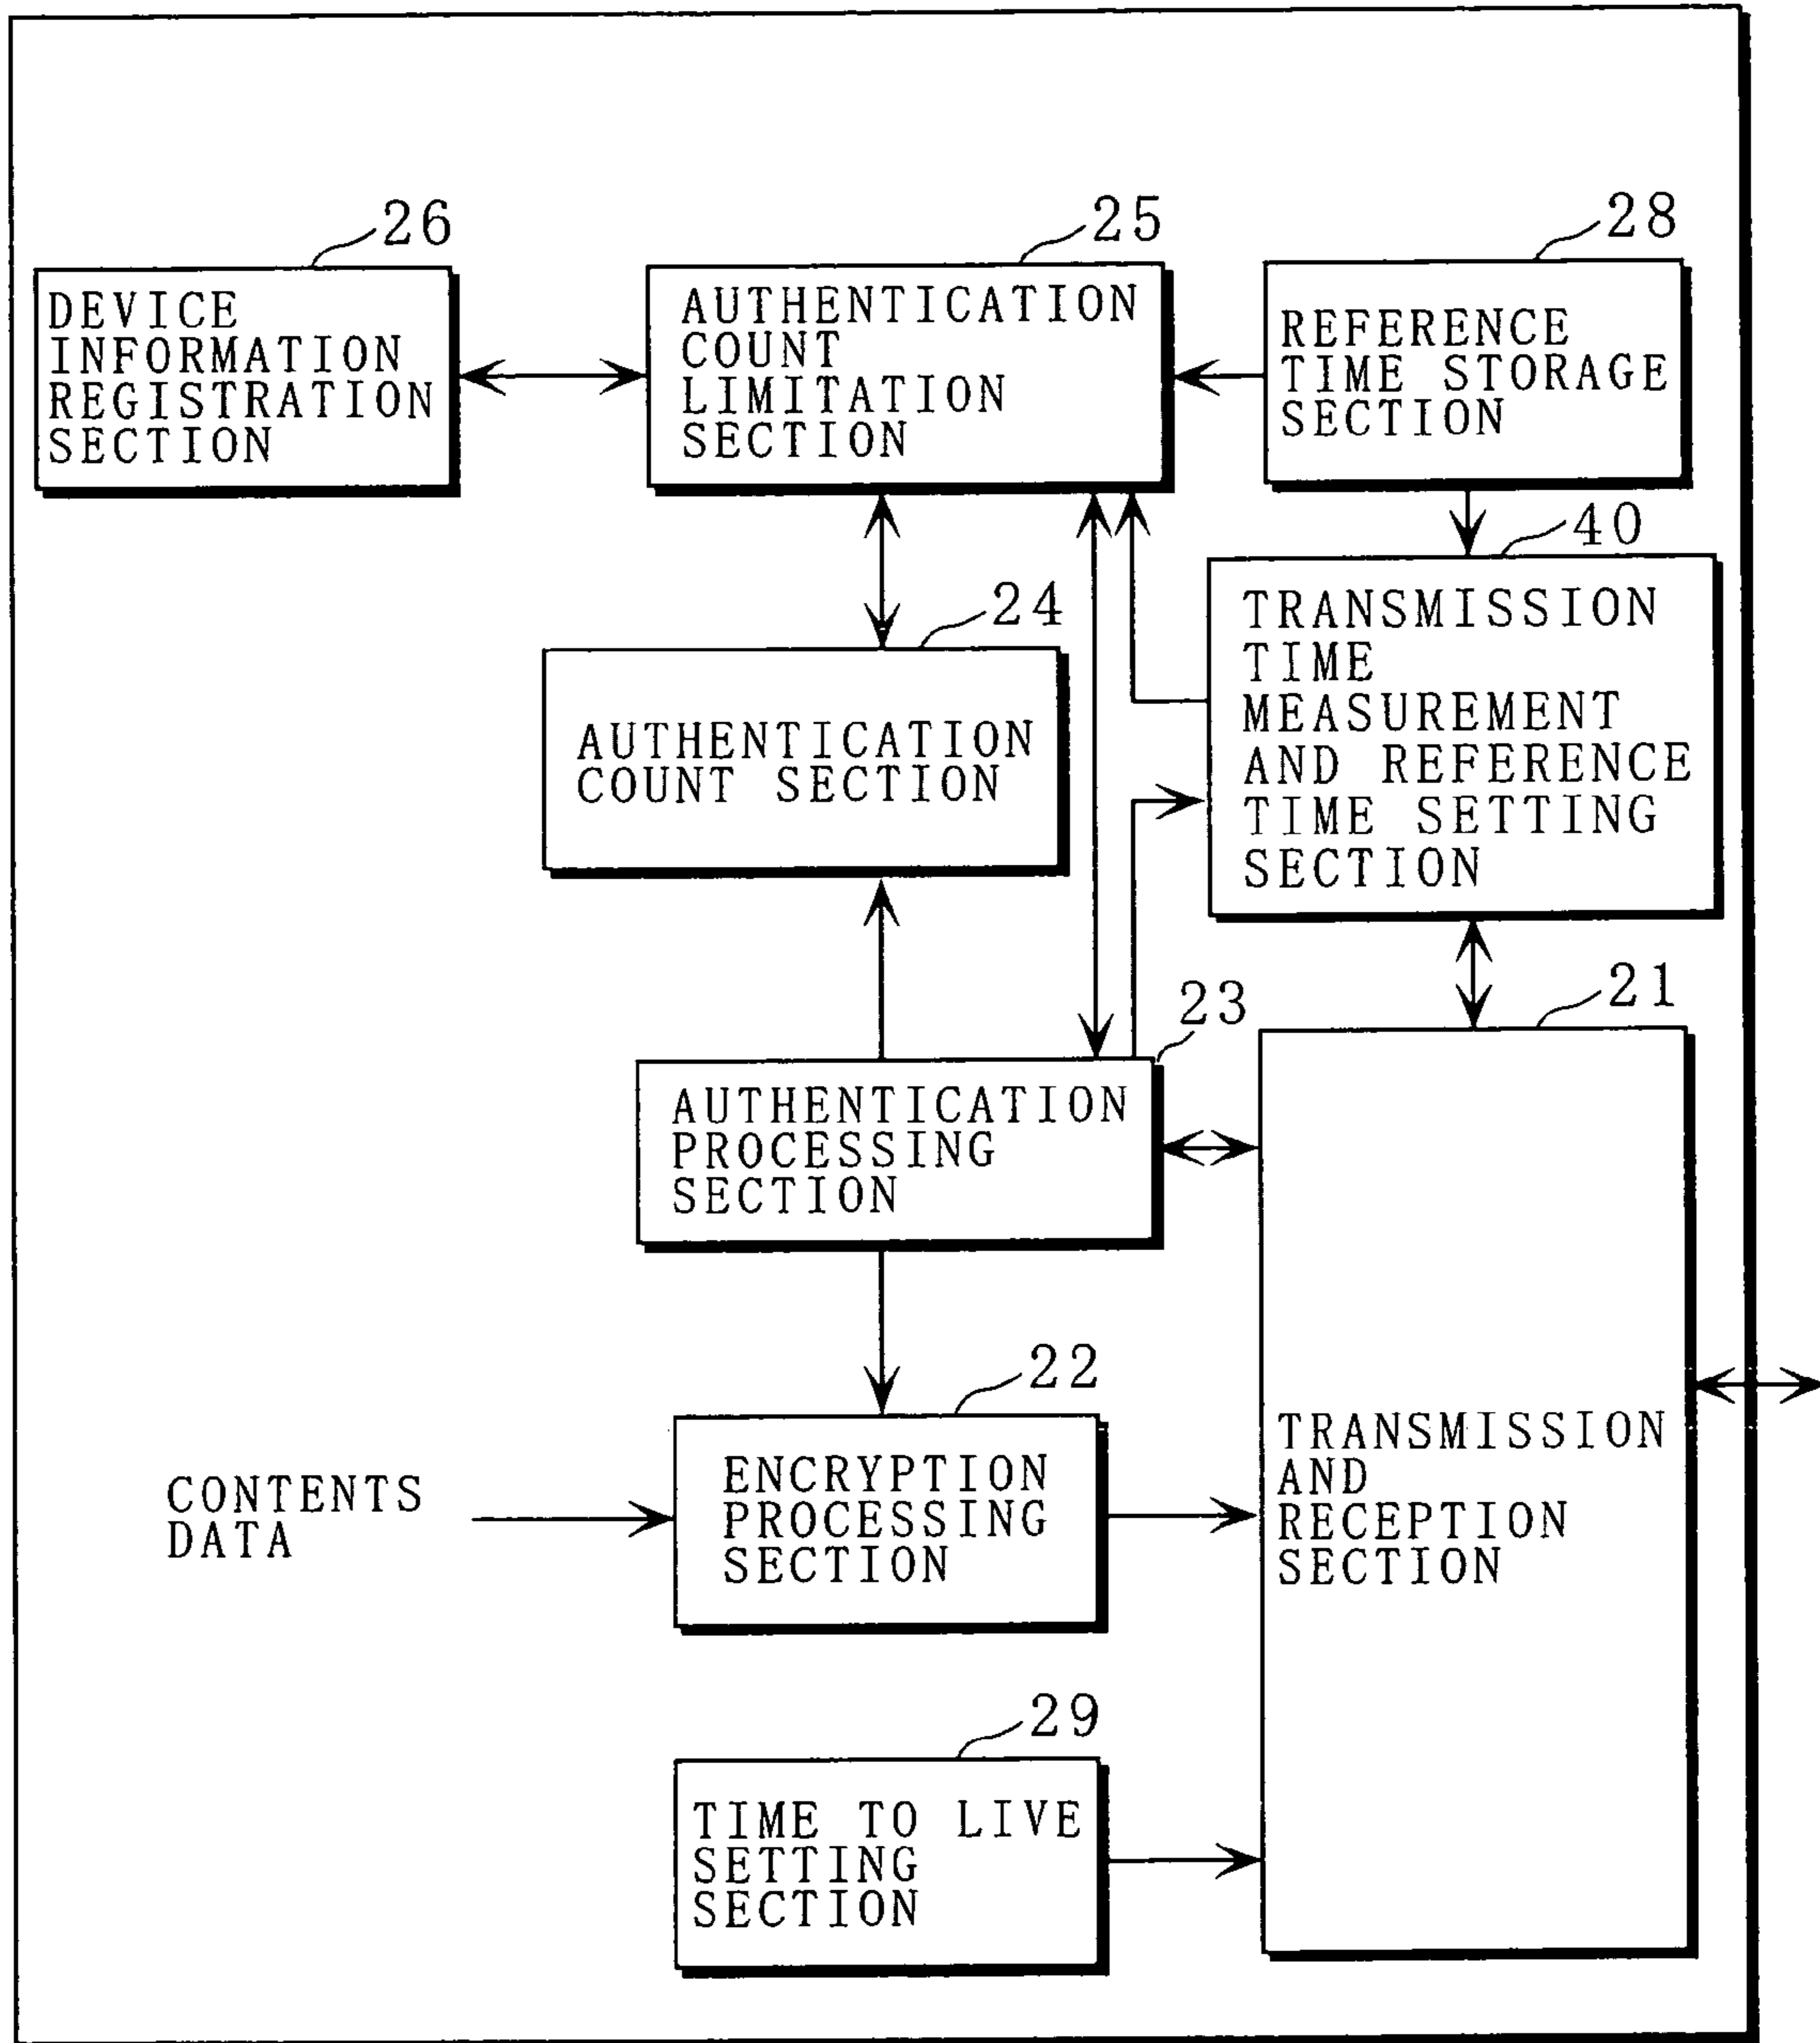 26
DEVICE
INFORMATION
REGISTRATION
SECTION
25
AUTHENTICATION
COUNT
LIMITATION
SECTION
28
REFERENCE
TIME STORAGE
SECTION
40
TRANSMISSION
TIME
MEASUREMENT
AND REFERENCE
TIME SETTING
SECTION
24
AUTHENTICATION
COUNT SECTION
23
AUTHENTICATION
PROCESSING
SECTION
21
TRANSMISSION
AND
RECEPTION
SECTION
22
ENCRYPTION
PROCESSING
SECTION
CONTENTS
DATA
29
TIME TO LIVE
SETTING
SECTION